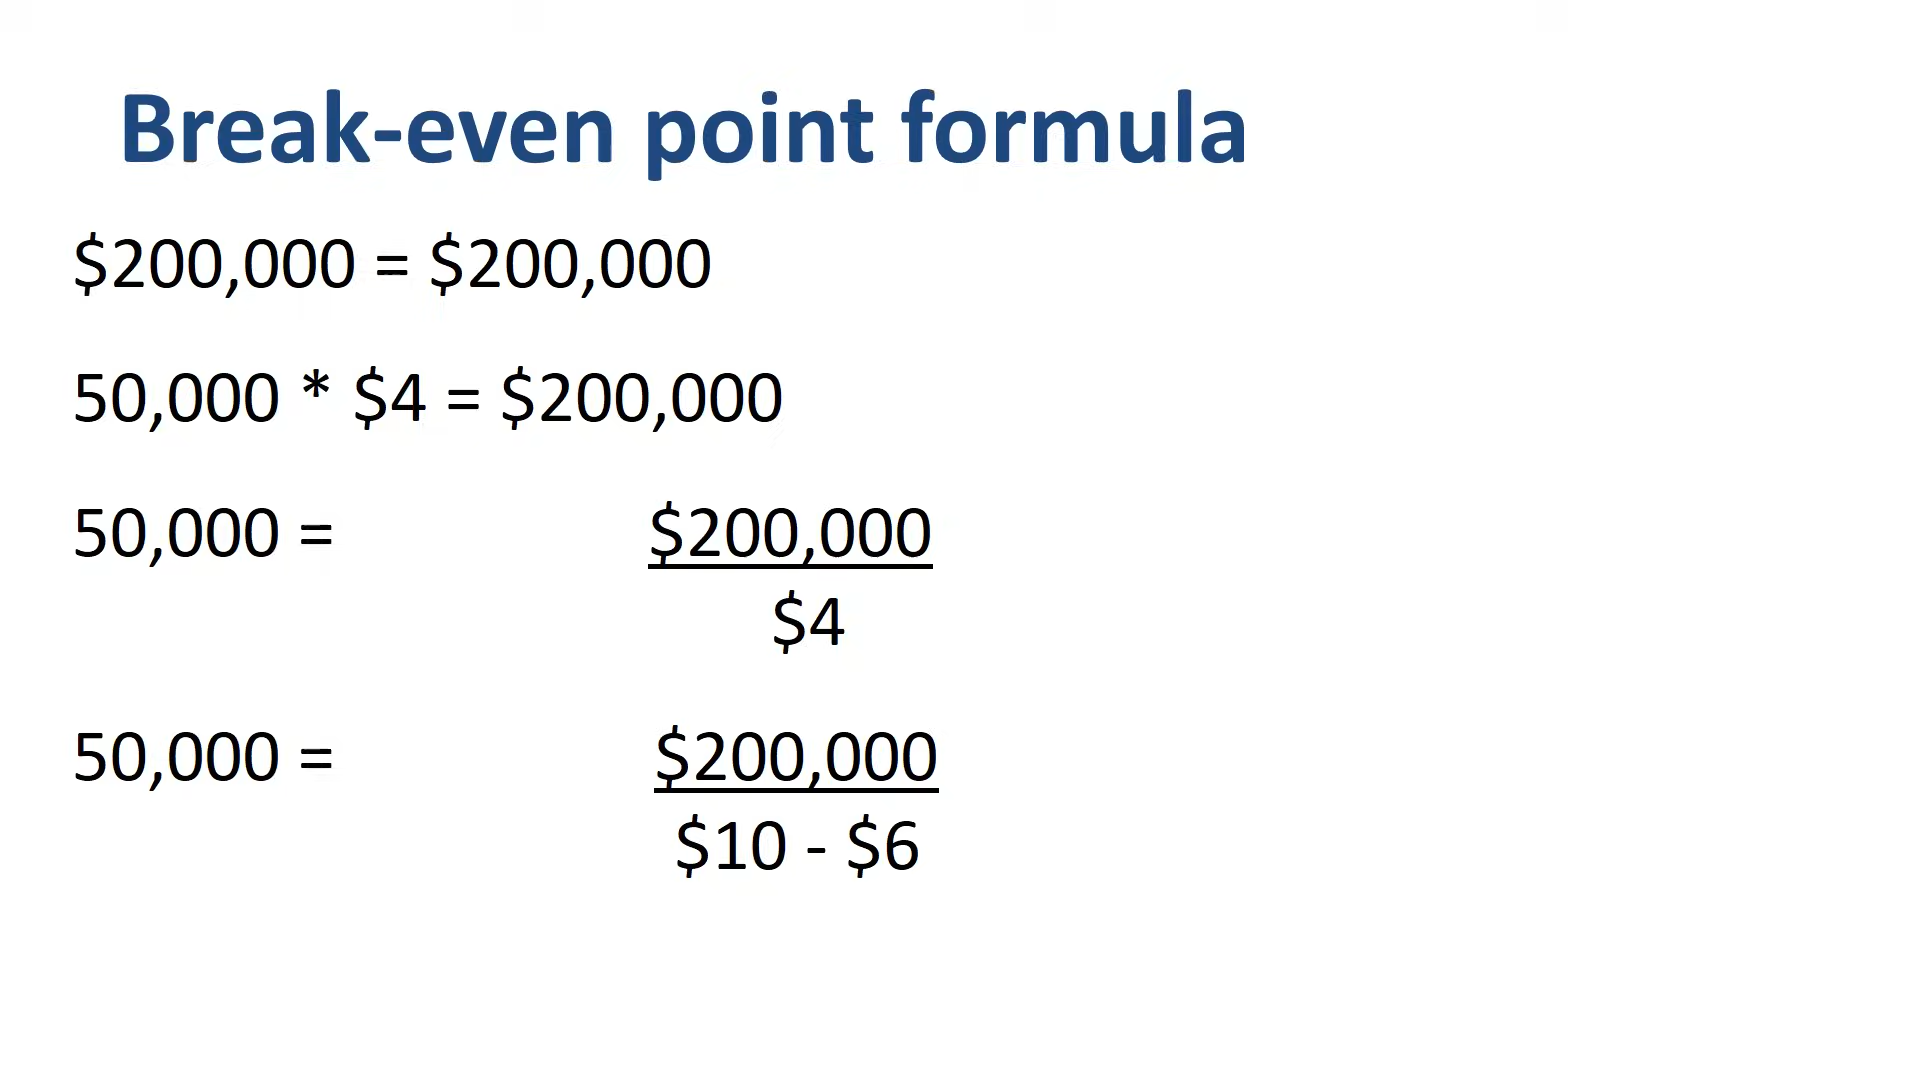 Break-even point formula
$200,000 = $200,000
50,000 * $4 = $200,000
50,000 = $200,000
$4
50,000 = $200,000
$10 - $6